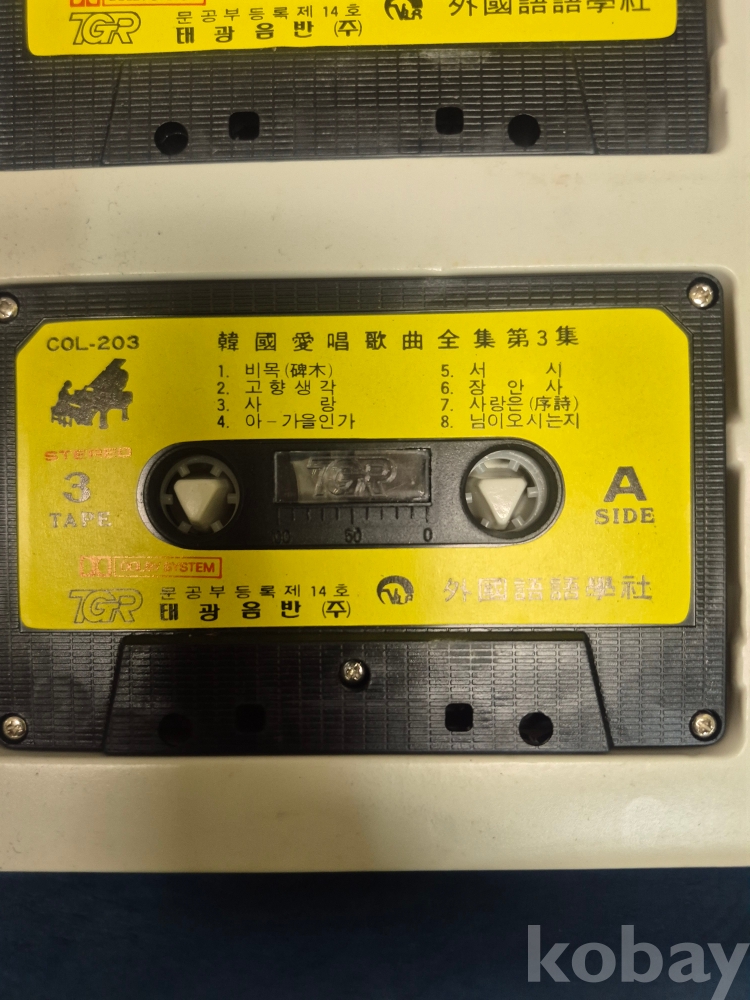 TGR 문공부등록제14호 태광음반(주) VLR 外國語語學社
COL-203
韓國愛唱歌曲全集第3集
1. 비목(碑木) 5. 서 시
2. 고향생각 6. 장 안 사
3. 사 랑 7. 사랑은(序詩)
4. 아-가을인가 8. 님이오시는지
STEREO
3
TAPE
TGR
60 0
A
SIDE
DOLBY SYSTEM
TGR 문공부등록제14호 태광음반(주) VLR 外國語語學社
kobay